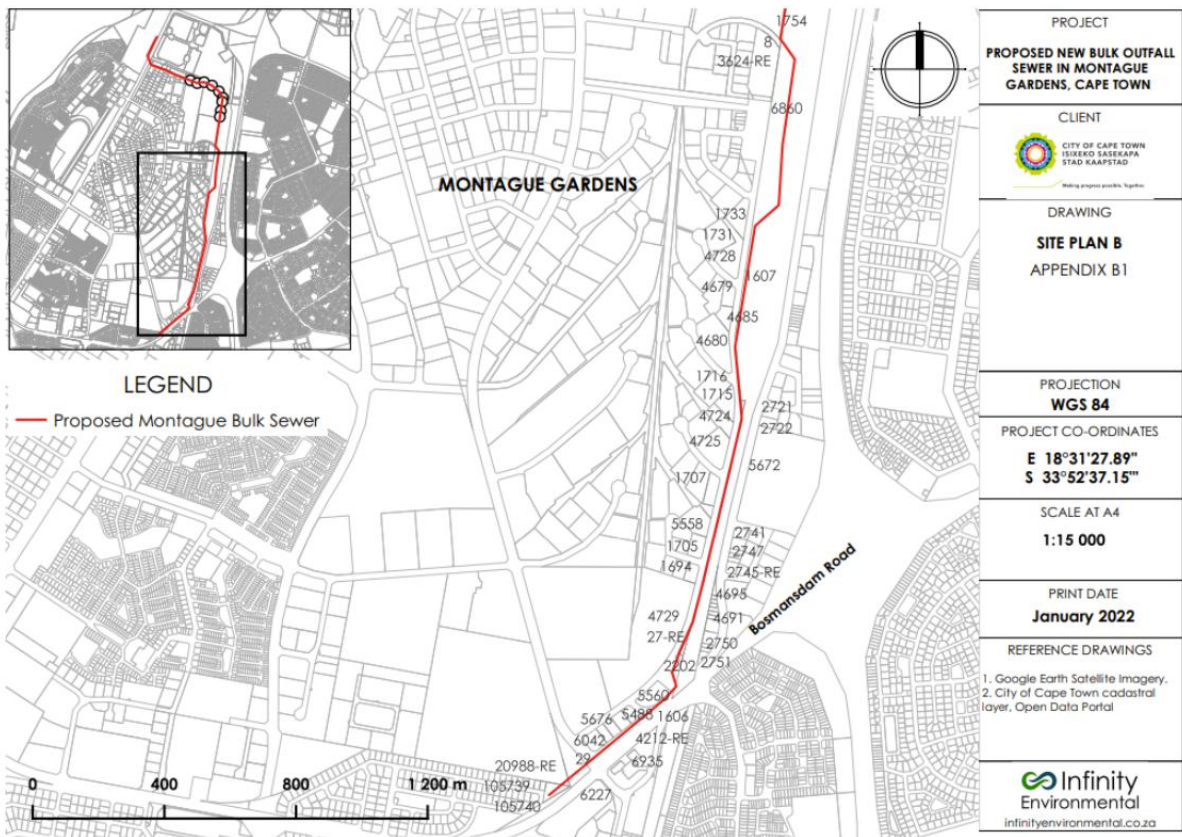 1754
8
3624-RE
6860
MONTAGUE GARDENS
1733
1731
4728
1607
4679
4685
4680
1716
1715
2721
4724
2722
4725
5672
1707
5558
2741
1705
2747
1694
2745-RE
4695
4729
4691
27-RE
2750
2202
2751
Bosmansdam Road
5560
5676
5488
1606
6042
4212-RE
29
6935
20988-RE
105739
6227
105740
LEGEND
Proposed Montague Bulk Sewer
0 400 800 1 200 m
PROJECT
PROPOSED NEW BULK OUTFALL
SEWER IN MONTAGUE
GARDENS, CAPE TOWN
CLIENT
CITY OF CAPE TOWN
ISIXEKO SASEKAPA
STAD KAAPSTAD
Making progress possible. Together.
DRAWING
SITE PLAN B
APPENDIX B1
PROJECTION
WGS 84
PROJECT CO-ORDINATES
E 18°31'27.89"
S 33°52'37.15'"
SCALE AT A4
1:15 000
PRINT DATE
January 2022
REFERENCE DRAWINGS
1. Google Earth Satellite Imagery.
2. City of Cape Town cadastral
layer, Open Data Portal
Infinity
Environmental
infinityenvironmental.co.za